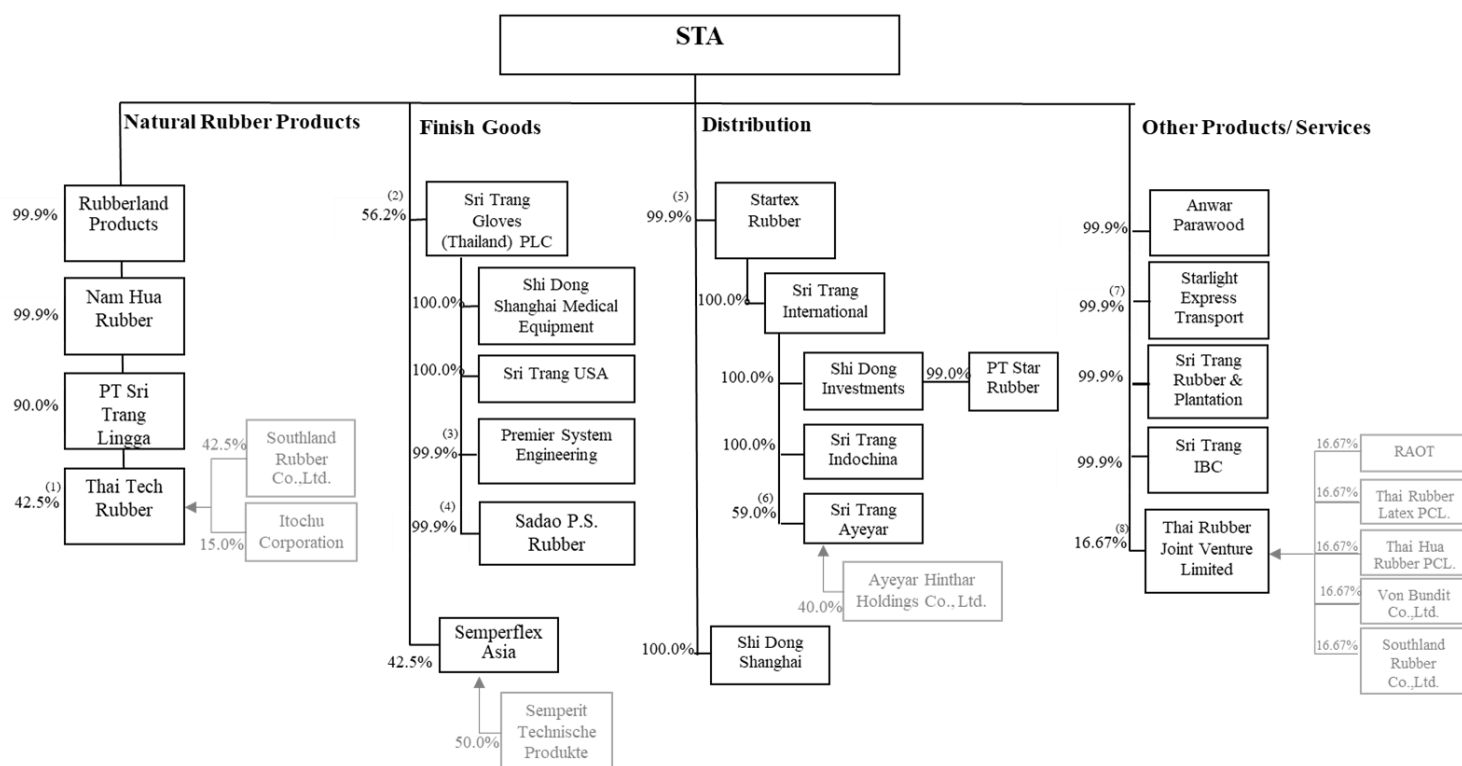 STA
Natural Rubber Products
Finish Goods
Distribution
Other Products/ Services
99.9%
Rubberland
Products
99.9%
Nam Hua
Rubber
90.0%
PT Sri
Trang
Lingga
(1)
42.5%
Thai Tech
Rubber
42.5%
Southland
Rubber
Co.,Ltd.
15.0%
Itochu
Corporation
(2)
56.2%
Sri Trang
Gloves
(Thailand) PLC
100.0%
Shi Dong
Shanghai Medical
Equipment
100.0%
Sri Trang USA
(3)
99.9%
Premier System
Engineering
(4)
99.9%
Sadao P.S.
Rubber
42.5%
Semperflex
Asia
50.0%
Semperit
Technische
Produkte
(5)
99.9%
Startex
Rubber
100.0%
Sri Trang
International
100.0%
Shi Dong
Investments
99.0%
PT Star
Rubber
100.0%
Sri Trang
Indochina
(6)
59.0%
Sri Trang
Ayeyar
40.0%
Ayeyar Hinthar
Holdings Co., Ltd.
100.0%
Shi Dong
Shanghai
99.9%
Anwar
Parawood
(7)
99.9%
Starlight
Express
Transport
99.9%
Sri Trang
Rubber &
Plantation
99.9%
Sri Trang
IBC
(8)
16.67%
Thai Rubber
Joint Venture
Limited
16.67%
RAOT
16.67%
Thai Rubber
Latex PCL.
16.67%
Thai Hua
Rubber PCL.
16.67%
Von Bundit
Co.,Ltd.
16.67%
Southland
Rubber
Co.,Ltd.